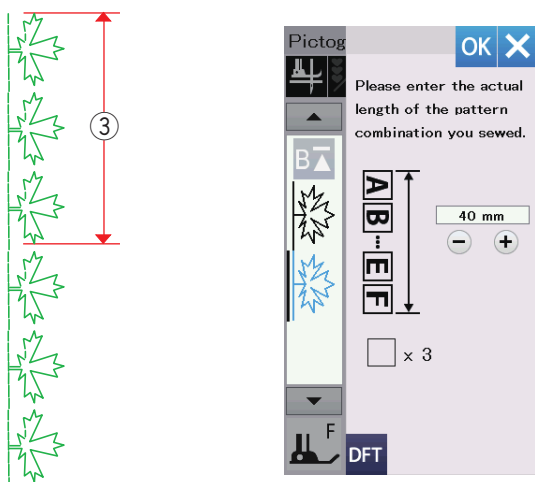 ③
Pictog
OK
Please enter the actual
length of the pattern
combination you sewed.
B
A
B
E
F
40 mm
x 3
F
DFT